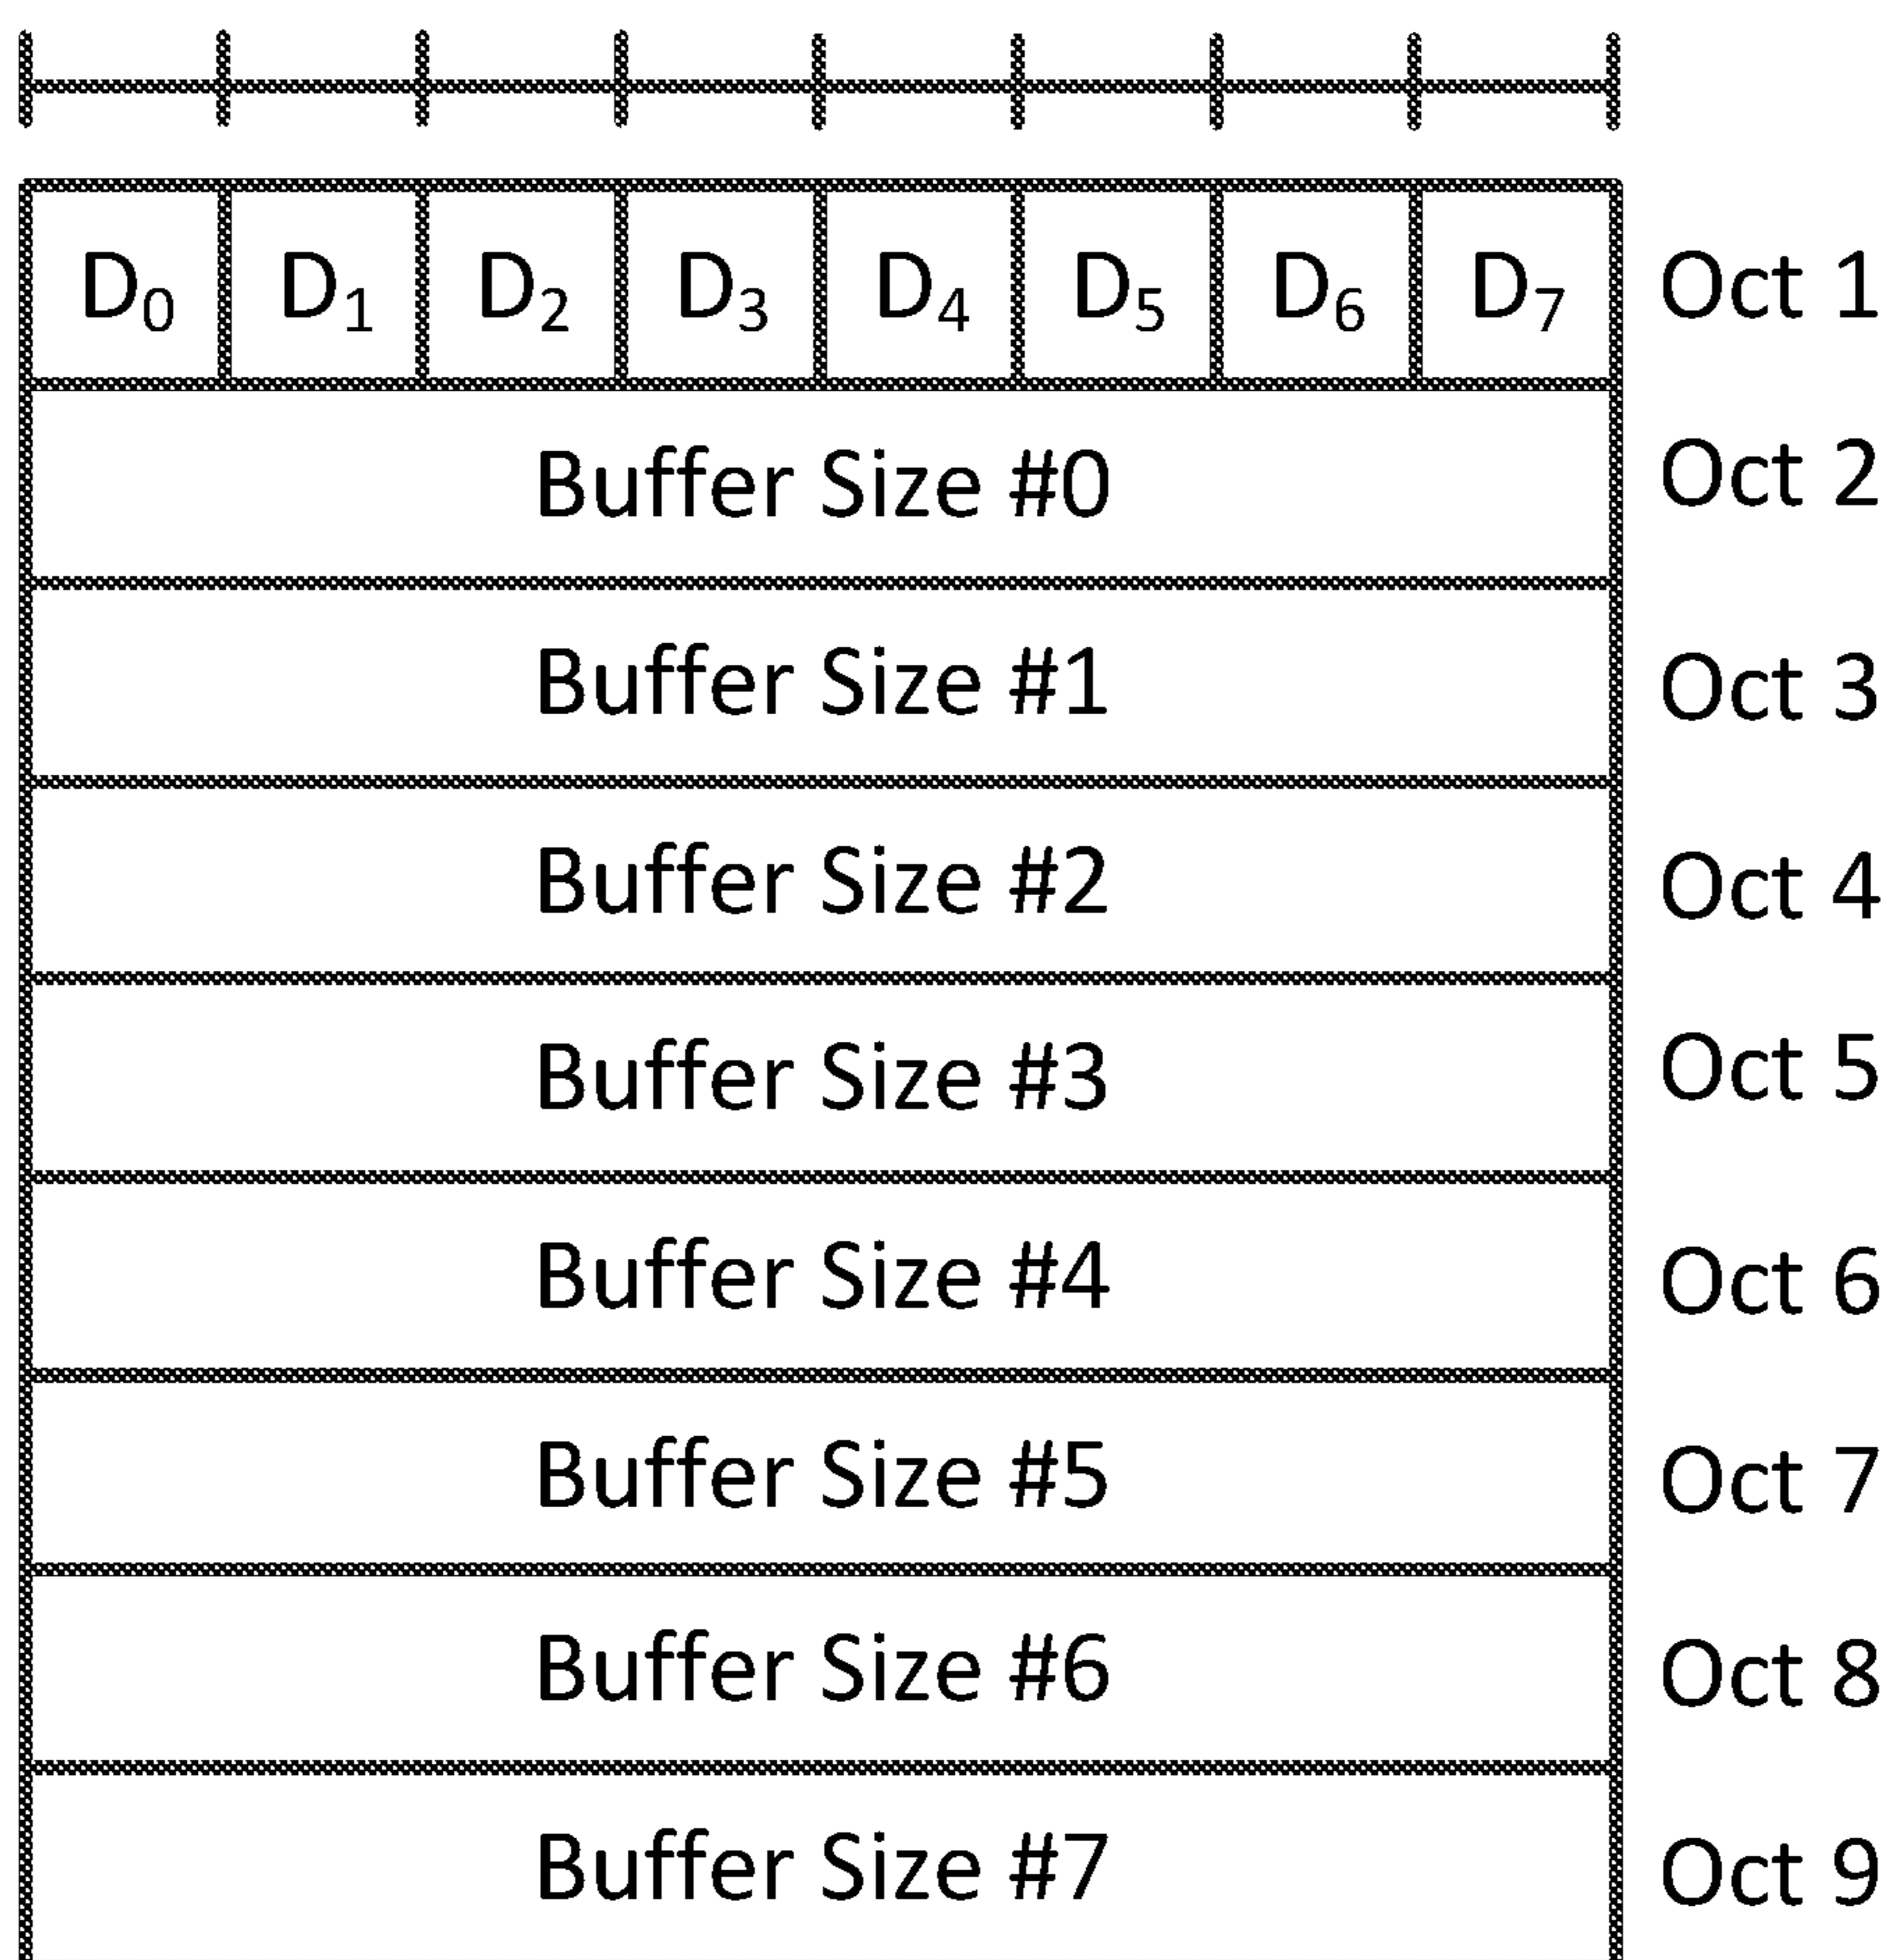 D0 D1 D2 D3 D4 D5 D6 D7 Oct 1
Buffer Size #0 Oct 2
Buffer Size #1 Oct 3
Buffer Size #2 Oct 4
Buffer Size #3 Oct 5
Buffer Size #4 Oct 6
Buffer Size #5 Oct 7
Buffer Size #6 Oct 8
Buffer Size #7 Oct 9